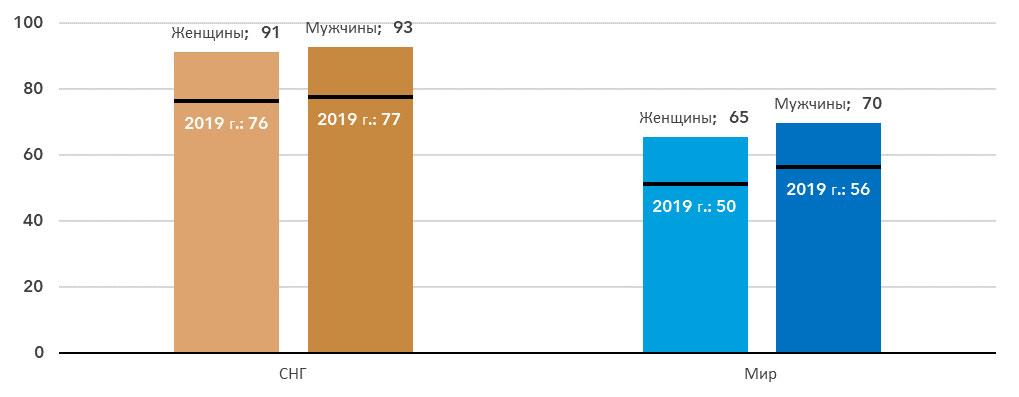 100
80
60
40
20
0
Женщины; 91
Мужчины; 93
2019 г.: 76
2019 г.: 77
Женщины; 65
Мужчины; 70
2019 г.: 50
2019 г.: 56
СНГ
Мир